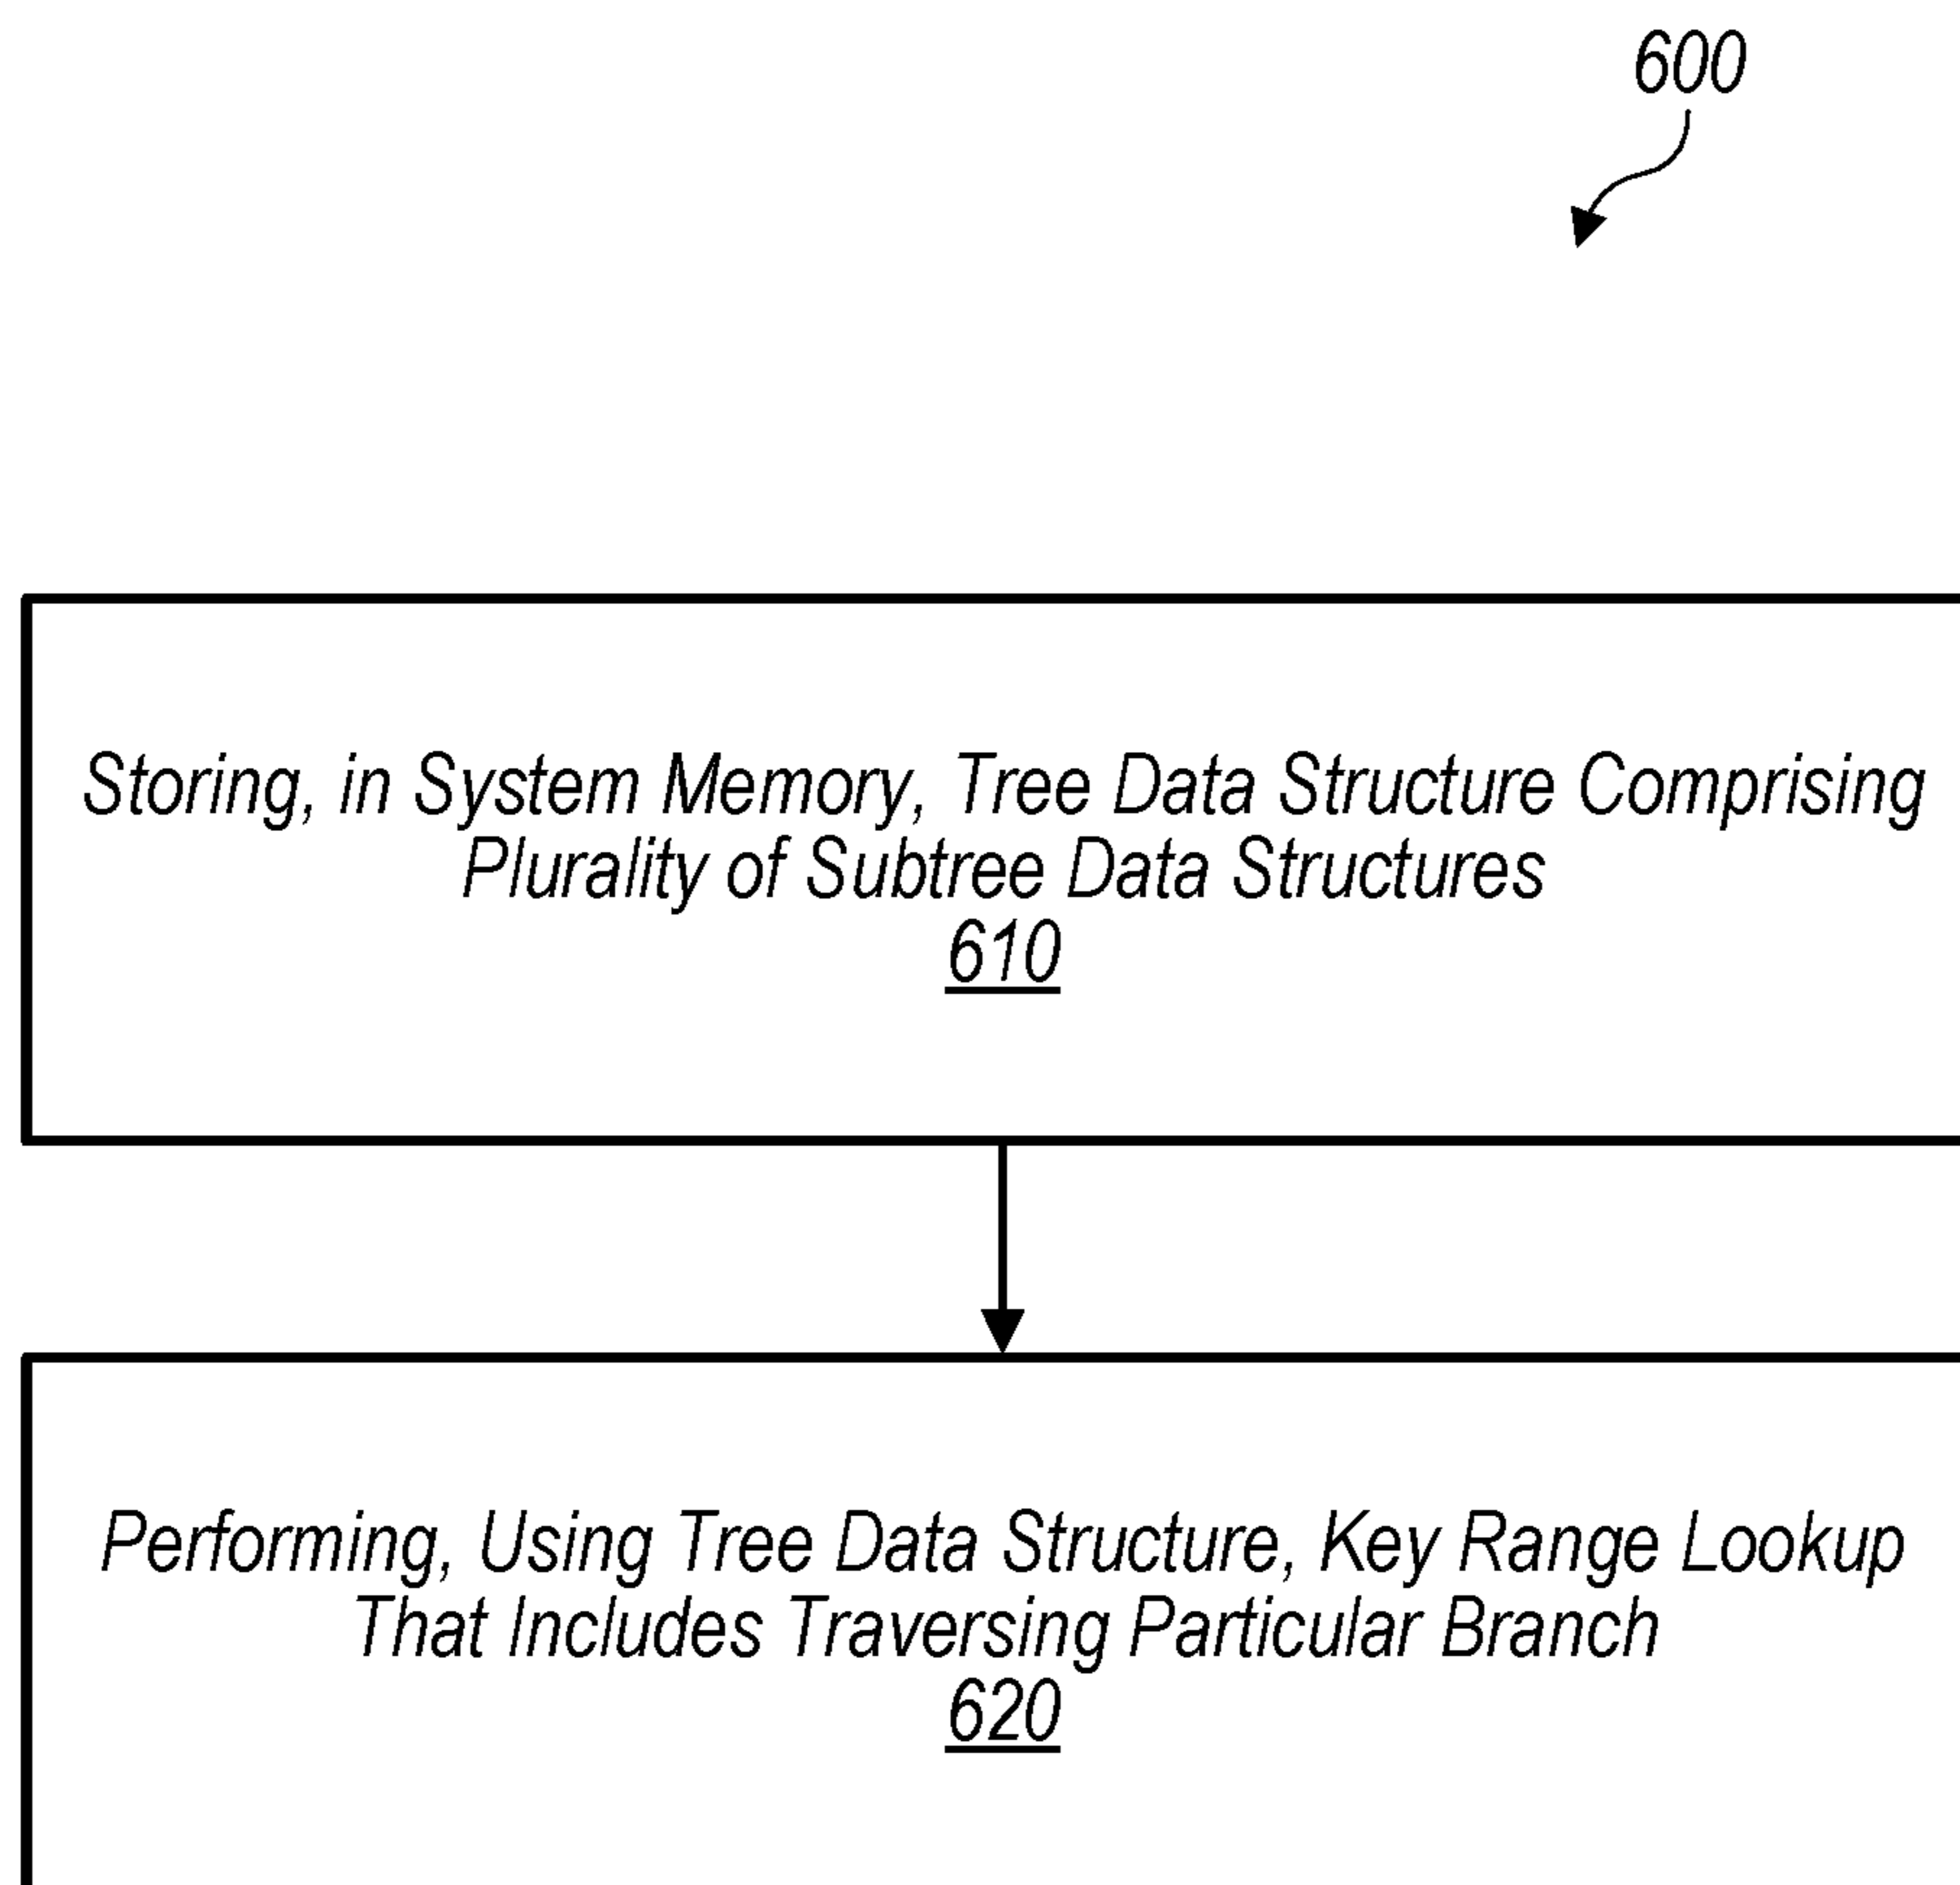 600
Storing, in System Memory, Tree Data Structure Comprising
Plurality of Subtree Data Structures
610
Performing, Using Tree Data Structure, Key Range Lookup
That Includes Traversing Particular Branch
620